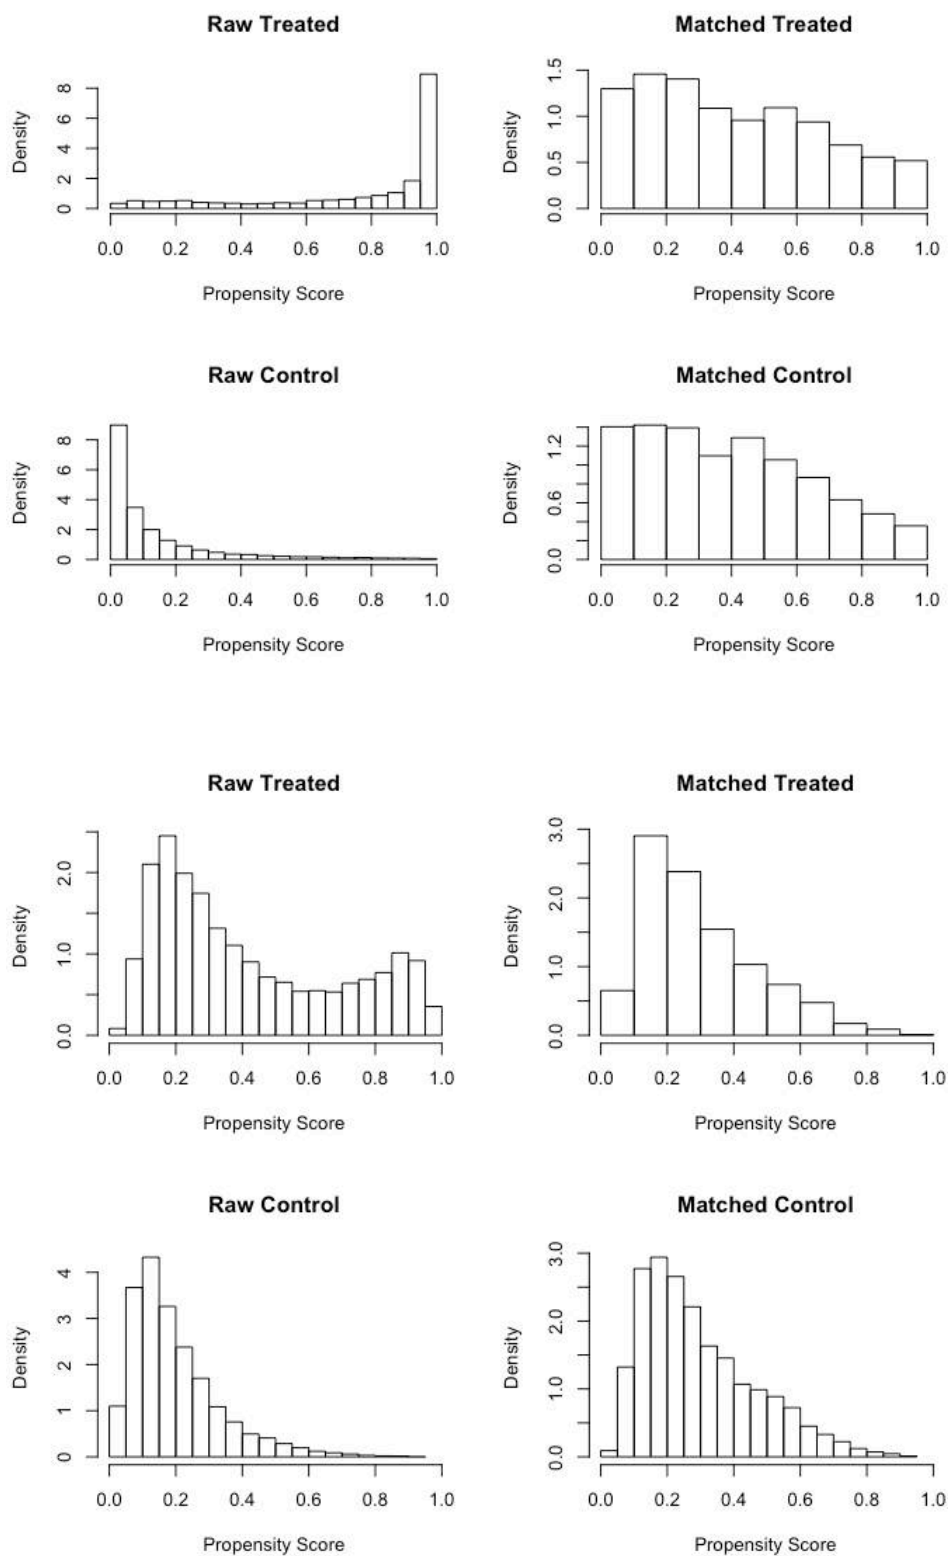 Raw Treated
Matched Treated
Density
0 2 4 6 8
Density
0.0 0.5 1.0 1.5
0.0 0.2 0.4 0.6 0.8 1.0
0.0 0.2 0.4 0.6 0.8 1.0
Propensity Score
Propensity Score
Raw Control
Matched Control
Density
0 2 4 6 8
Density
0.0 0.6 1.2
0.0 0.2 0.4 0.6 0.8 1.0
0.0 0.2 0.4 0.6 0.8 1.0
Propensity Score
Propensity Score
Raw Treated
Matched Treated
Density
0.0 1.0 2.0
Density
0.0 1.0 2.0 3.0
0.0 0.2 0.4 0.6 0.8 1.0
0.0 0.2 0.4 0.6 0.8 1.0
Propensity Score
Propensity Score
Raw Control
Matched Control
Density
0 1 2 3 4
Density
0.0 1.0 2.0 3.0
0.0 0.2 0.4 0.6 0.8 1.0
0.0 0.2 0.4 0.6 0.8 1.0
Propensity Score
Propensity Score